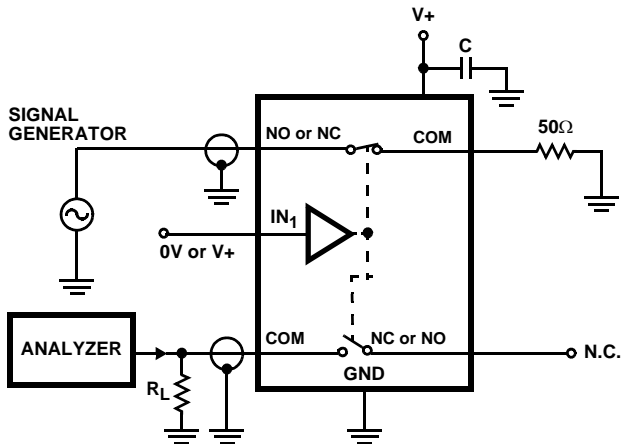 V+
C
SIGNAL
GENERATOR
NO or NC
COM
50Ω
IN1
0V or V+
ANALYZER
COM
NC or NO
N.C.
RL
GND